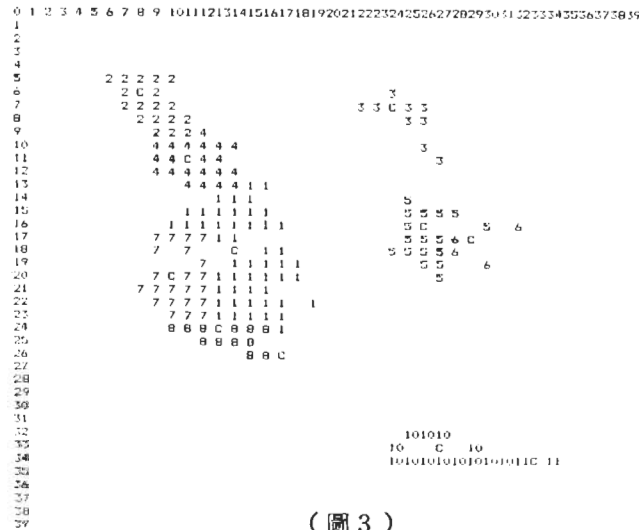 0 1 2 3 4 5 6 7 8 9 10111213141516171819202122232425262728293031323334353637383​9
1
2
3
4
5 2 2 2 2 2
6 2 C 2 3
7 2 2 2 2 3 3 C 3 3
8 2 2 2 2 3 3
9 2 2 2 4
10 4 4 4 4 4 4 3
11 4 4 C 4 4 3
12 4 4 4 4 4 4
13 4 4 4 4 1 1
14 1 1 1 5
15 1 1 1 1 1 1 5 5 5 5
16 1 1 1 1 1 1 1 1 5 C 5 6
17 7 7 7 7 1 1 5 5 5 6 C
18 7 7 C 1 1 5 5 5 5 6
19 7 1 1 1 1 1 5 5 6
20 7 C 7 7 1 1 1 1 1 1 5
21 7 7 7 7 7 1 1 1 1 1
22 7 7 7 7 7 1 1 1 1 1 1
23 7 7 7 1 1 1 1 1
24 8 8 8 C 8 8 8 1
25 8 8 8
26 8 8 C
27
28
29
30
31
32 101010
33 10 C 10
34 C 11
35
36
37
38
39
(圖3)